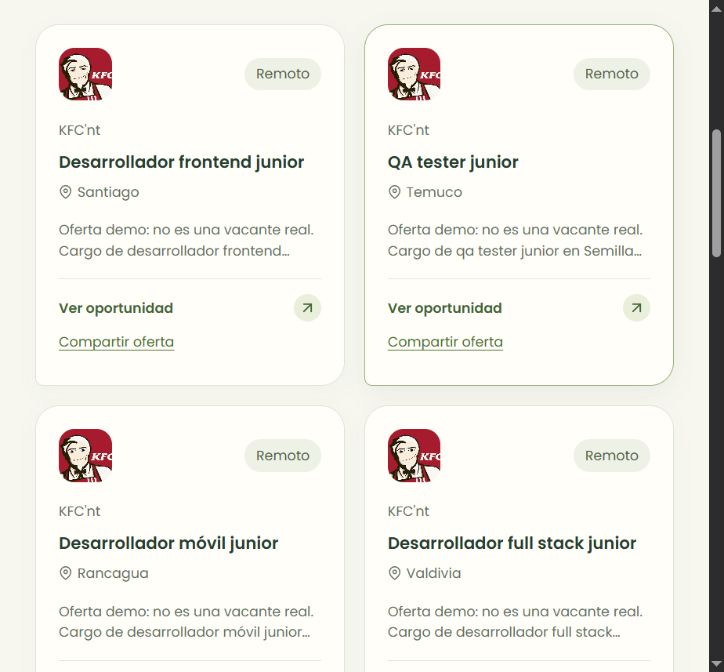 KFC
Remoto
KFC'nt
Desarrollador frontend junior
Santiago
Oferta demo: no es una vacante real.
Cargo de desarrollador frontend…
Ver oportunidad
Compartir oferta
KFC
Remoto
KFC'nt
QA tester junior
Temuco
Oferta demo: no es una vacante real.
Cargo de qa tester junior en Semilla…
Ver oportunidad
Compartir oferta
KFC
Remoto
KFC'nt
Desarrollador móvil junior
Rancagua
Oferta demo: no es una vacante real.
Cargo de desarrollador móvil junior…
KFC
Remoto
KFC'nt
Desarrollador full stack junior
Valdivia
Oferta demo: no es una vacante real.
Cargo de desarrollador full stack…